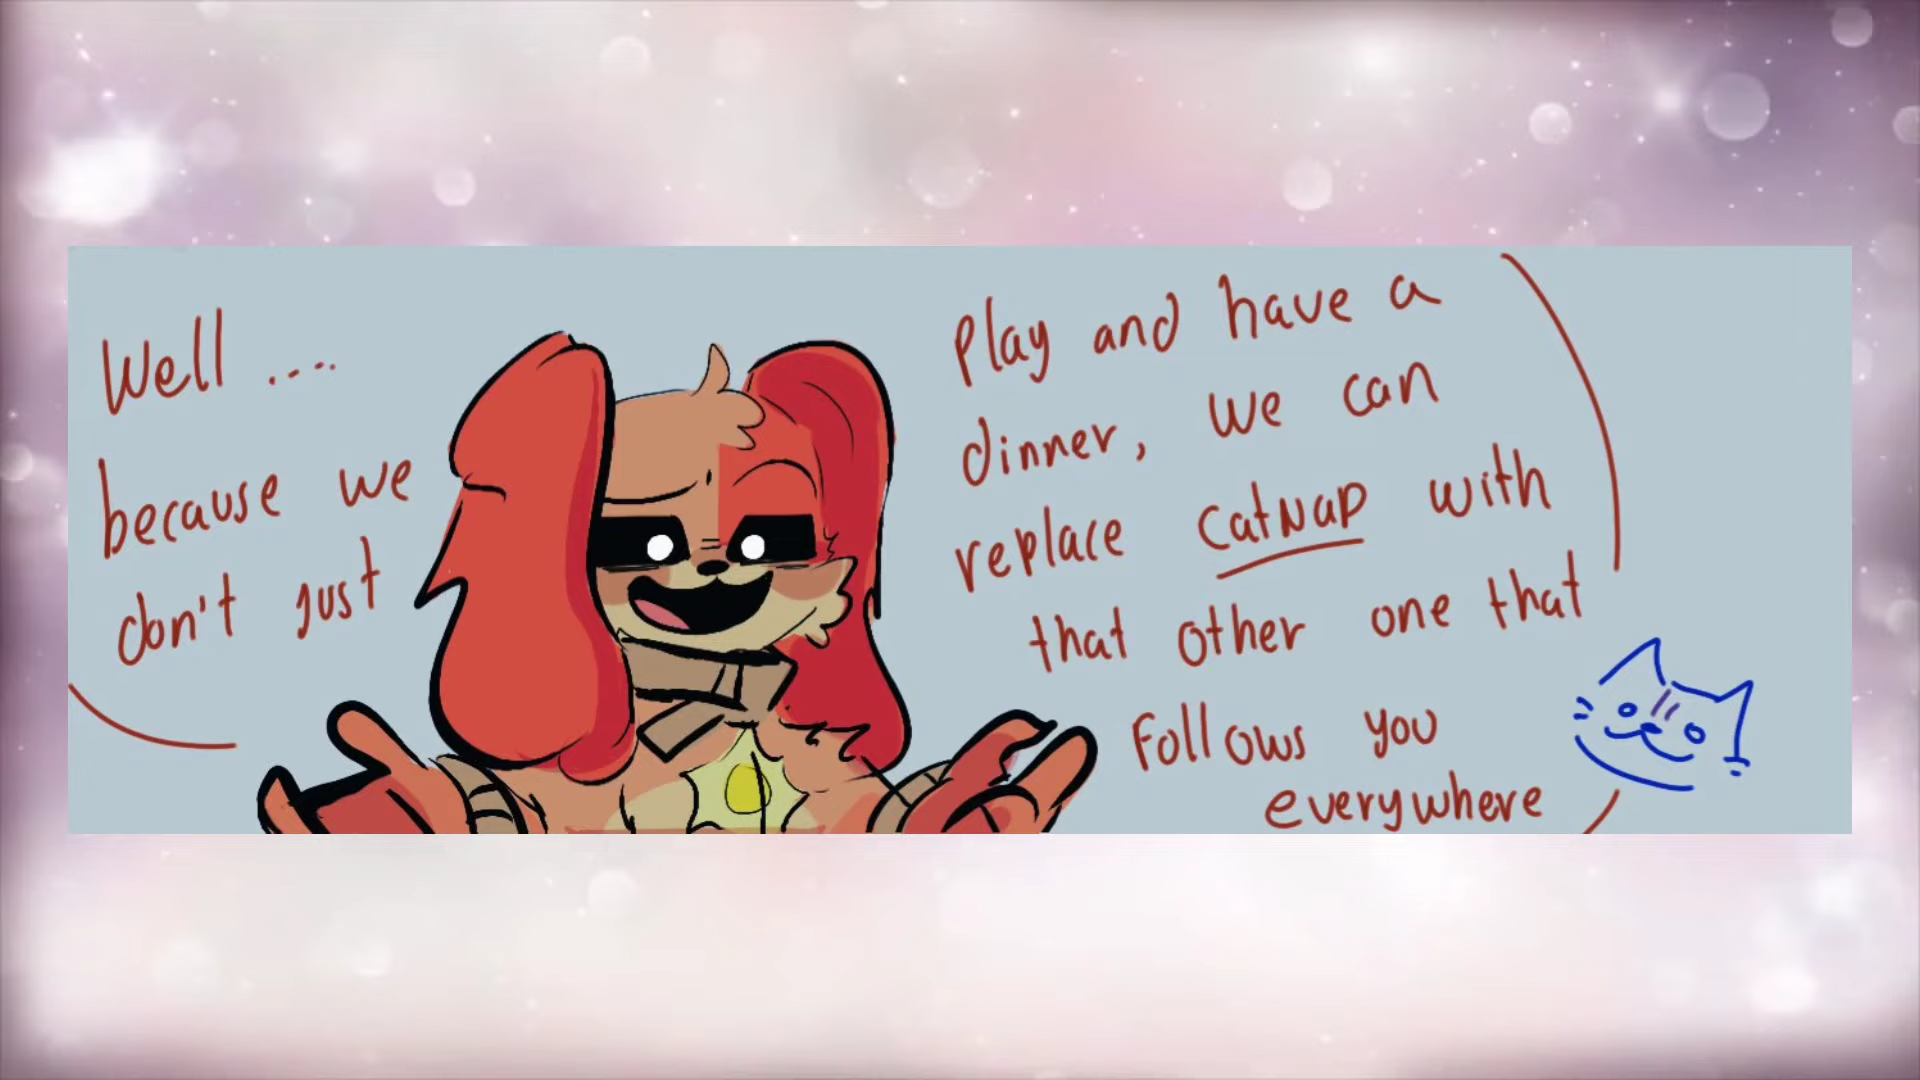 Well ....
because we
don't just
Play and have a
dinner, we can
replace CatNap with
that other one that
Follows you
everywhere